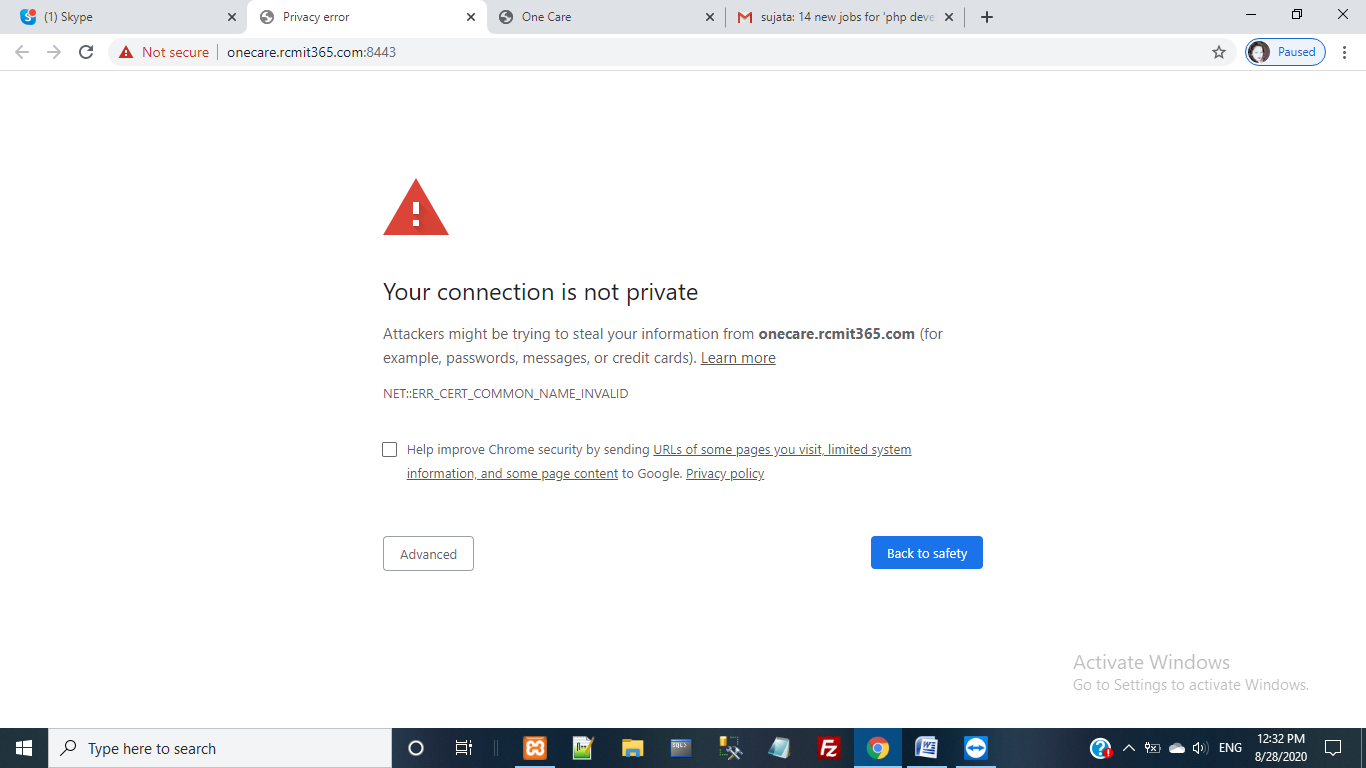 (1) Skype
Privacy error
One Care
sujata: 14 new jobs for 'php deve
Not secure
onecare.rcmit365.com:8443
Paused
Your connection is not private
Attackers might be trying to steal your information from onecare.rcmit365.com (for
example, passwords, messages, or credit cards). Learn more
NET::ERR_CERT_COMMON_NAME_INVALID
Help improve Chrome security by sending URLs of some pages you visit, limited system
information, and some page content to Google. Privacy policy
Advanced
Back to safety
Activate Windows
Go to Settings to activate Windows.
Type here to search
ENG
12:32 PM
8/28/2020